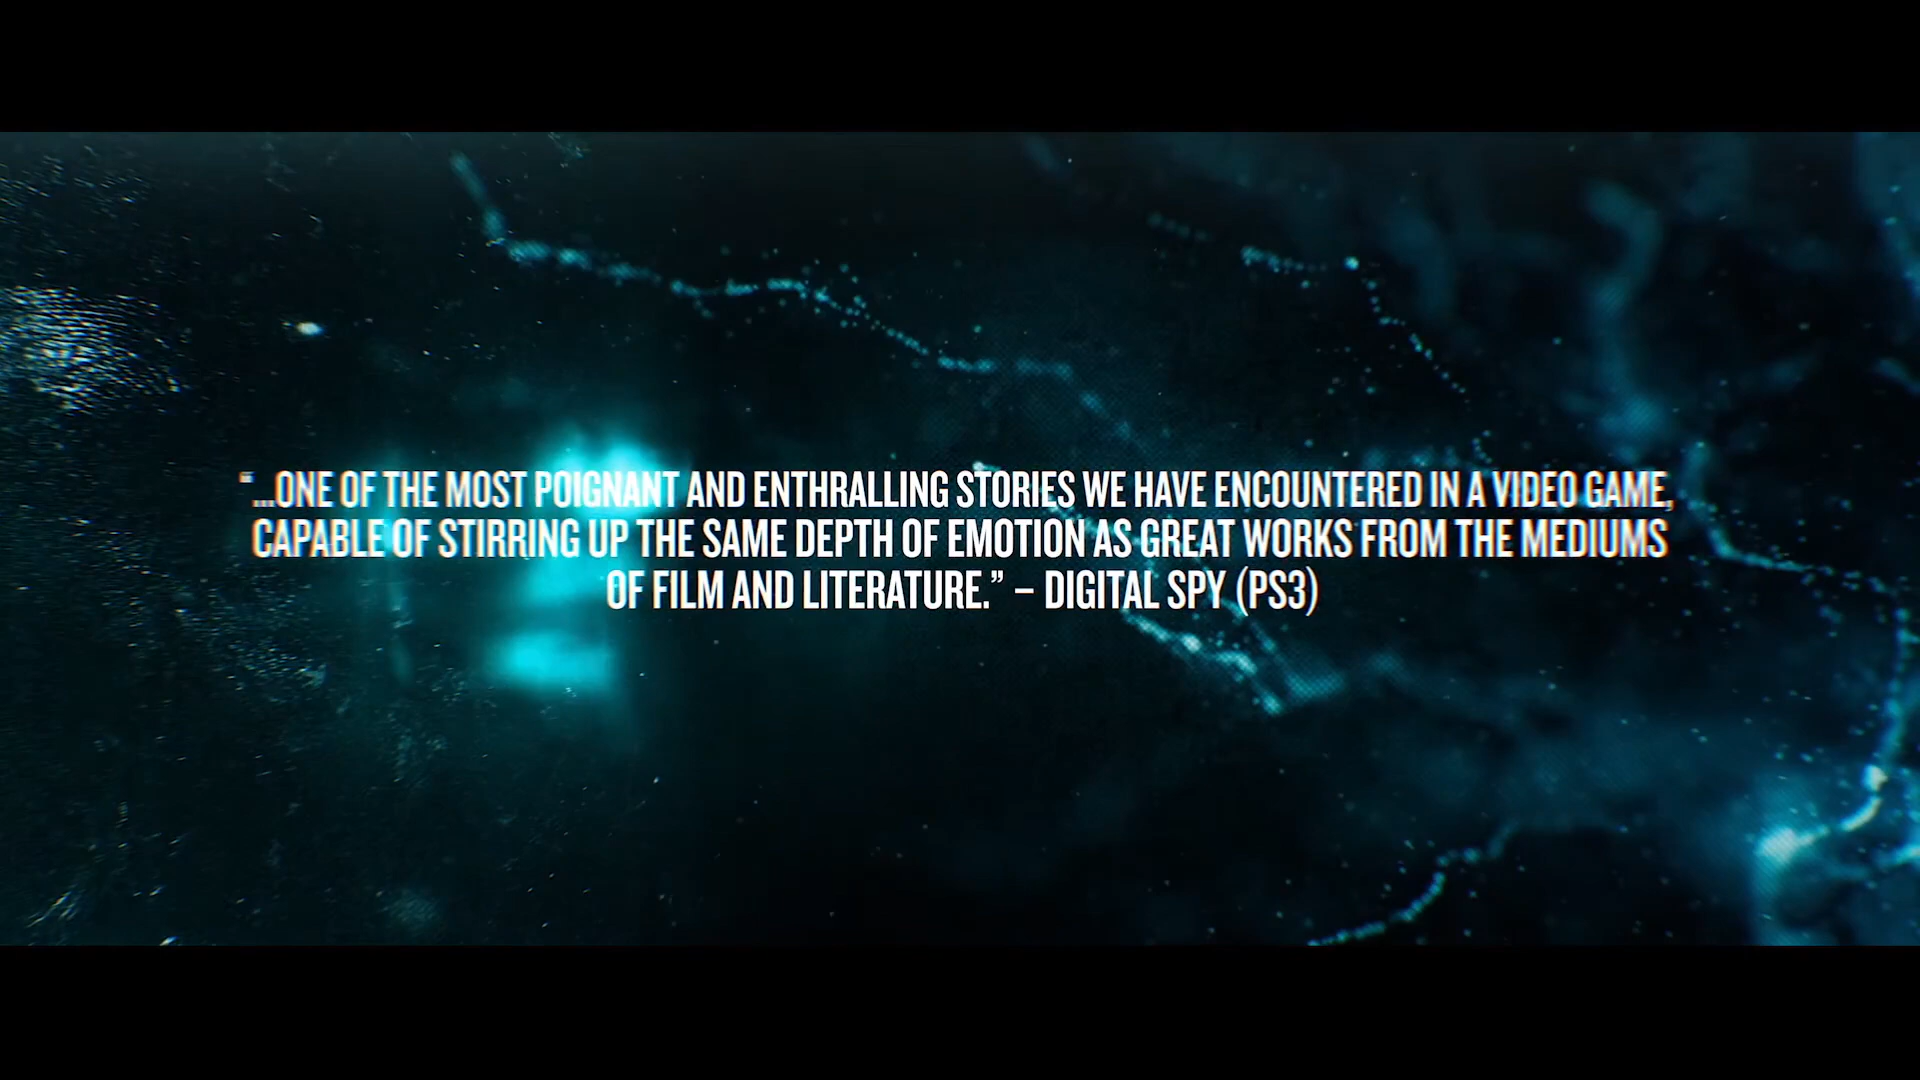 “...ONE OF THE MOST POIGNANT AND ENTHRALLING STORIES WE HAVE ENCOUNTERED IN A VIDEO GAME,
CAPABLE OF STIRRING UP THE SAME DEPTH OF EMOTION AS GREAT WORKS FROM THE MEDIUMS
OF FILM AND LITERATURE.” – DIGITAL SPY (PS3)